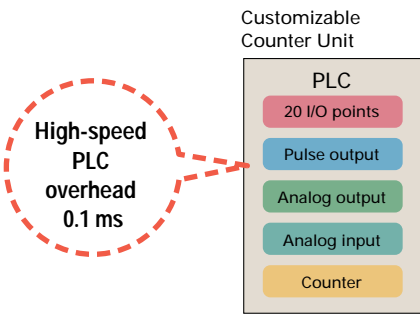 Customizable
Counter Unit
PLC
20 I/O points
Pulse output
Analog output
Analog input
Counter
High-speed
PLC
overhead
0.1 ms